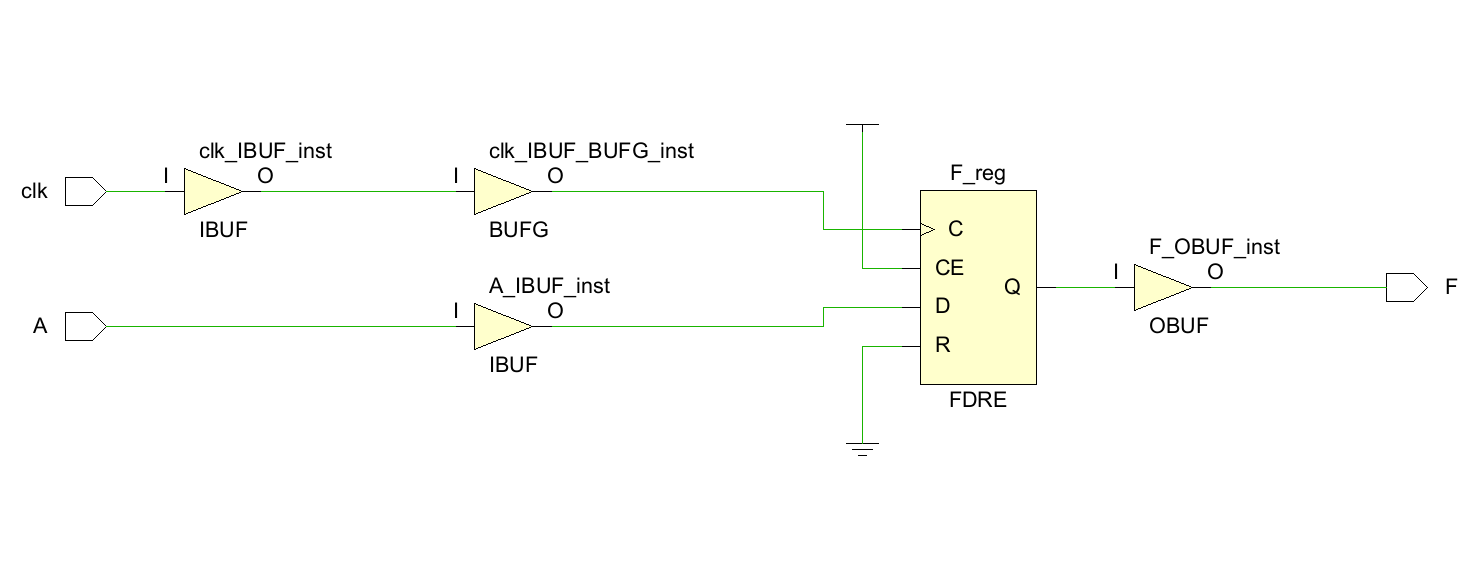 clk_IBUF_inst
clk_IBUF_BUFG_inst
clk
I
O
I
O
IBUF
BUFG
F_reg
C
CE
D
R
Q
FDRE
A_IBUF_inst
A
I
O
IBUF
F_OBUF_inst
I
O
OBUF
F